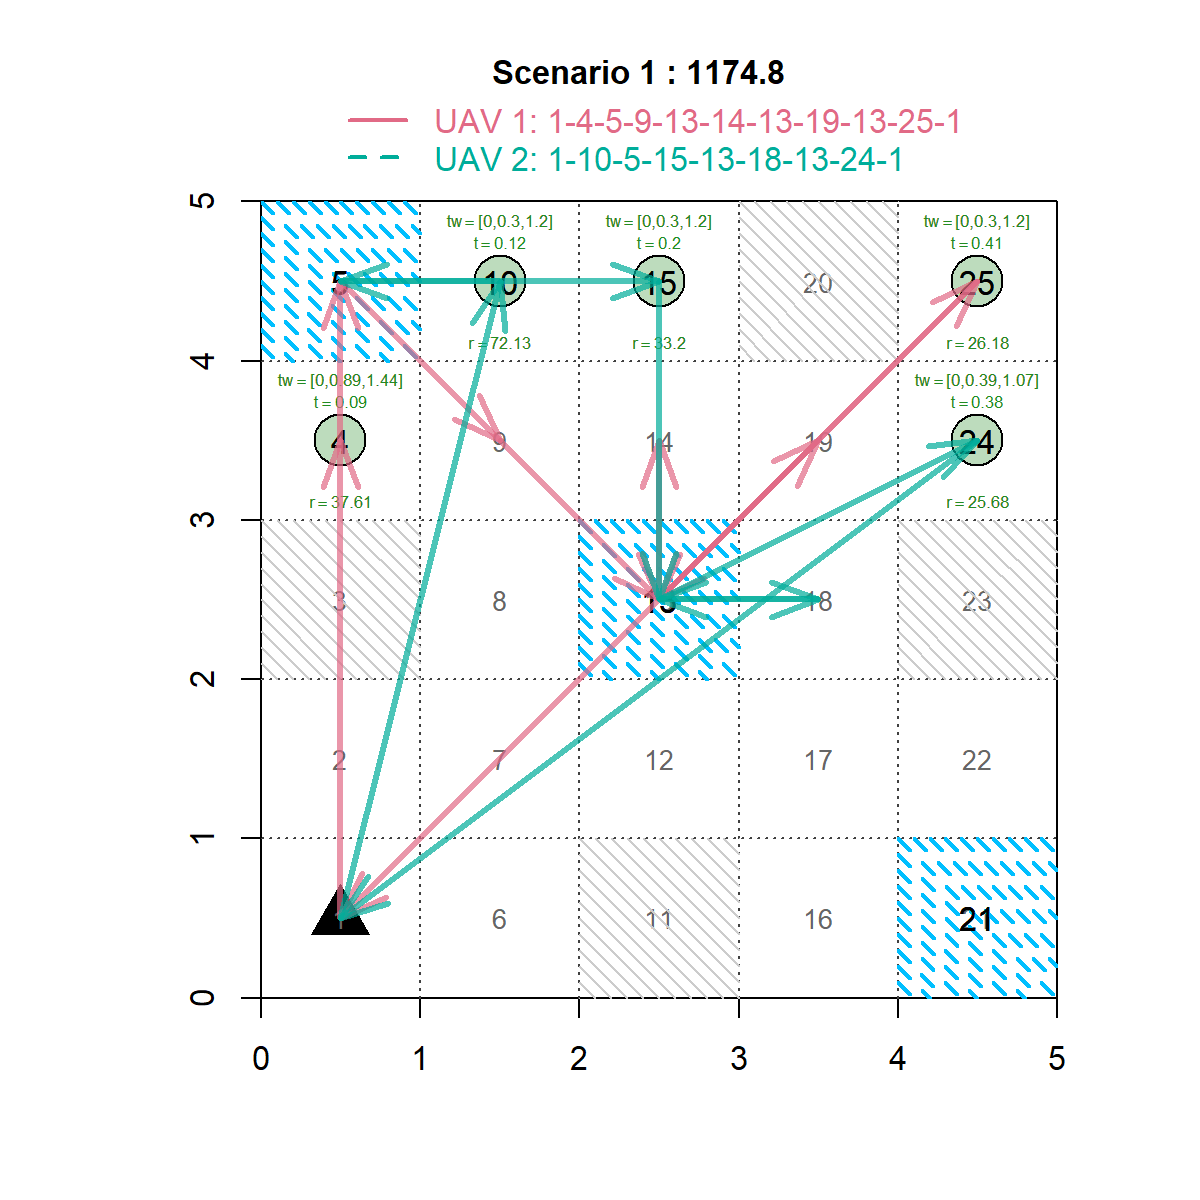 Scenario 1 : 1174.8
UAV 1: 1-4-5-9-13-14-13-19-13-25-1
UAV 2: 1-10-5-15-13-18-13-24-1
5
tw = [0,0.3,1.2] tw = [0,0.3,1.2] tw = [0,0.3,1.2]
t = 0.12 t = 0.2 t = 0.41
5 10 15 20 25
r = 72.13 r = 33.2 r = 26.18
4
tw = [0,0.89,1.44] tw = [0,0.39,1.07]
t = 0.09 t = 0.38
4 9 14 19 24
r = 37.61 r = 25.68
3
3 8 13 18 23
2
2 7 12 17 22
1
1 6 11 16 21
0
0 1 2 3 4 5